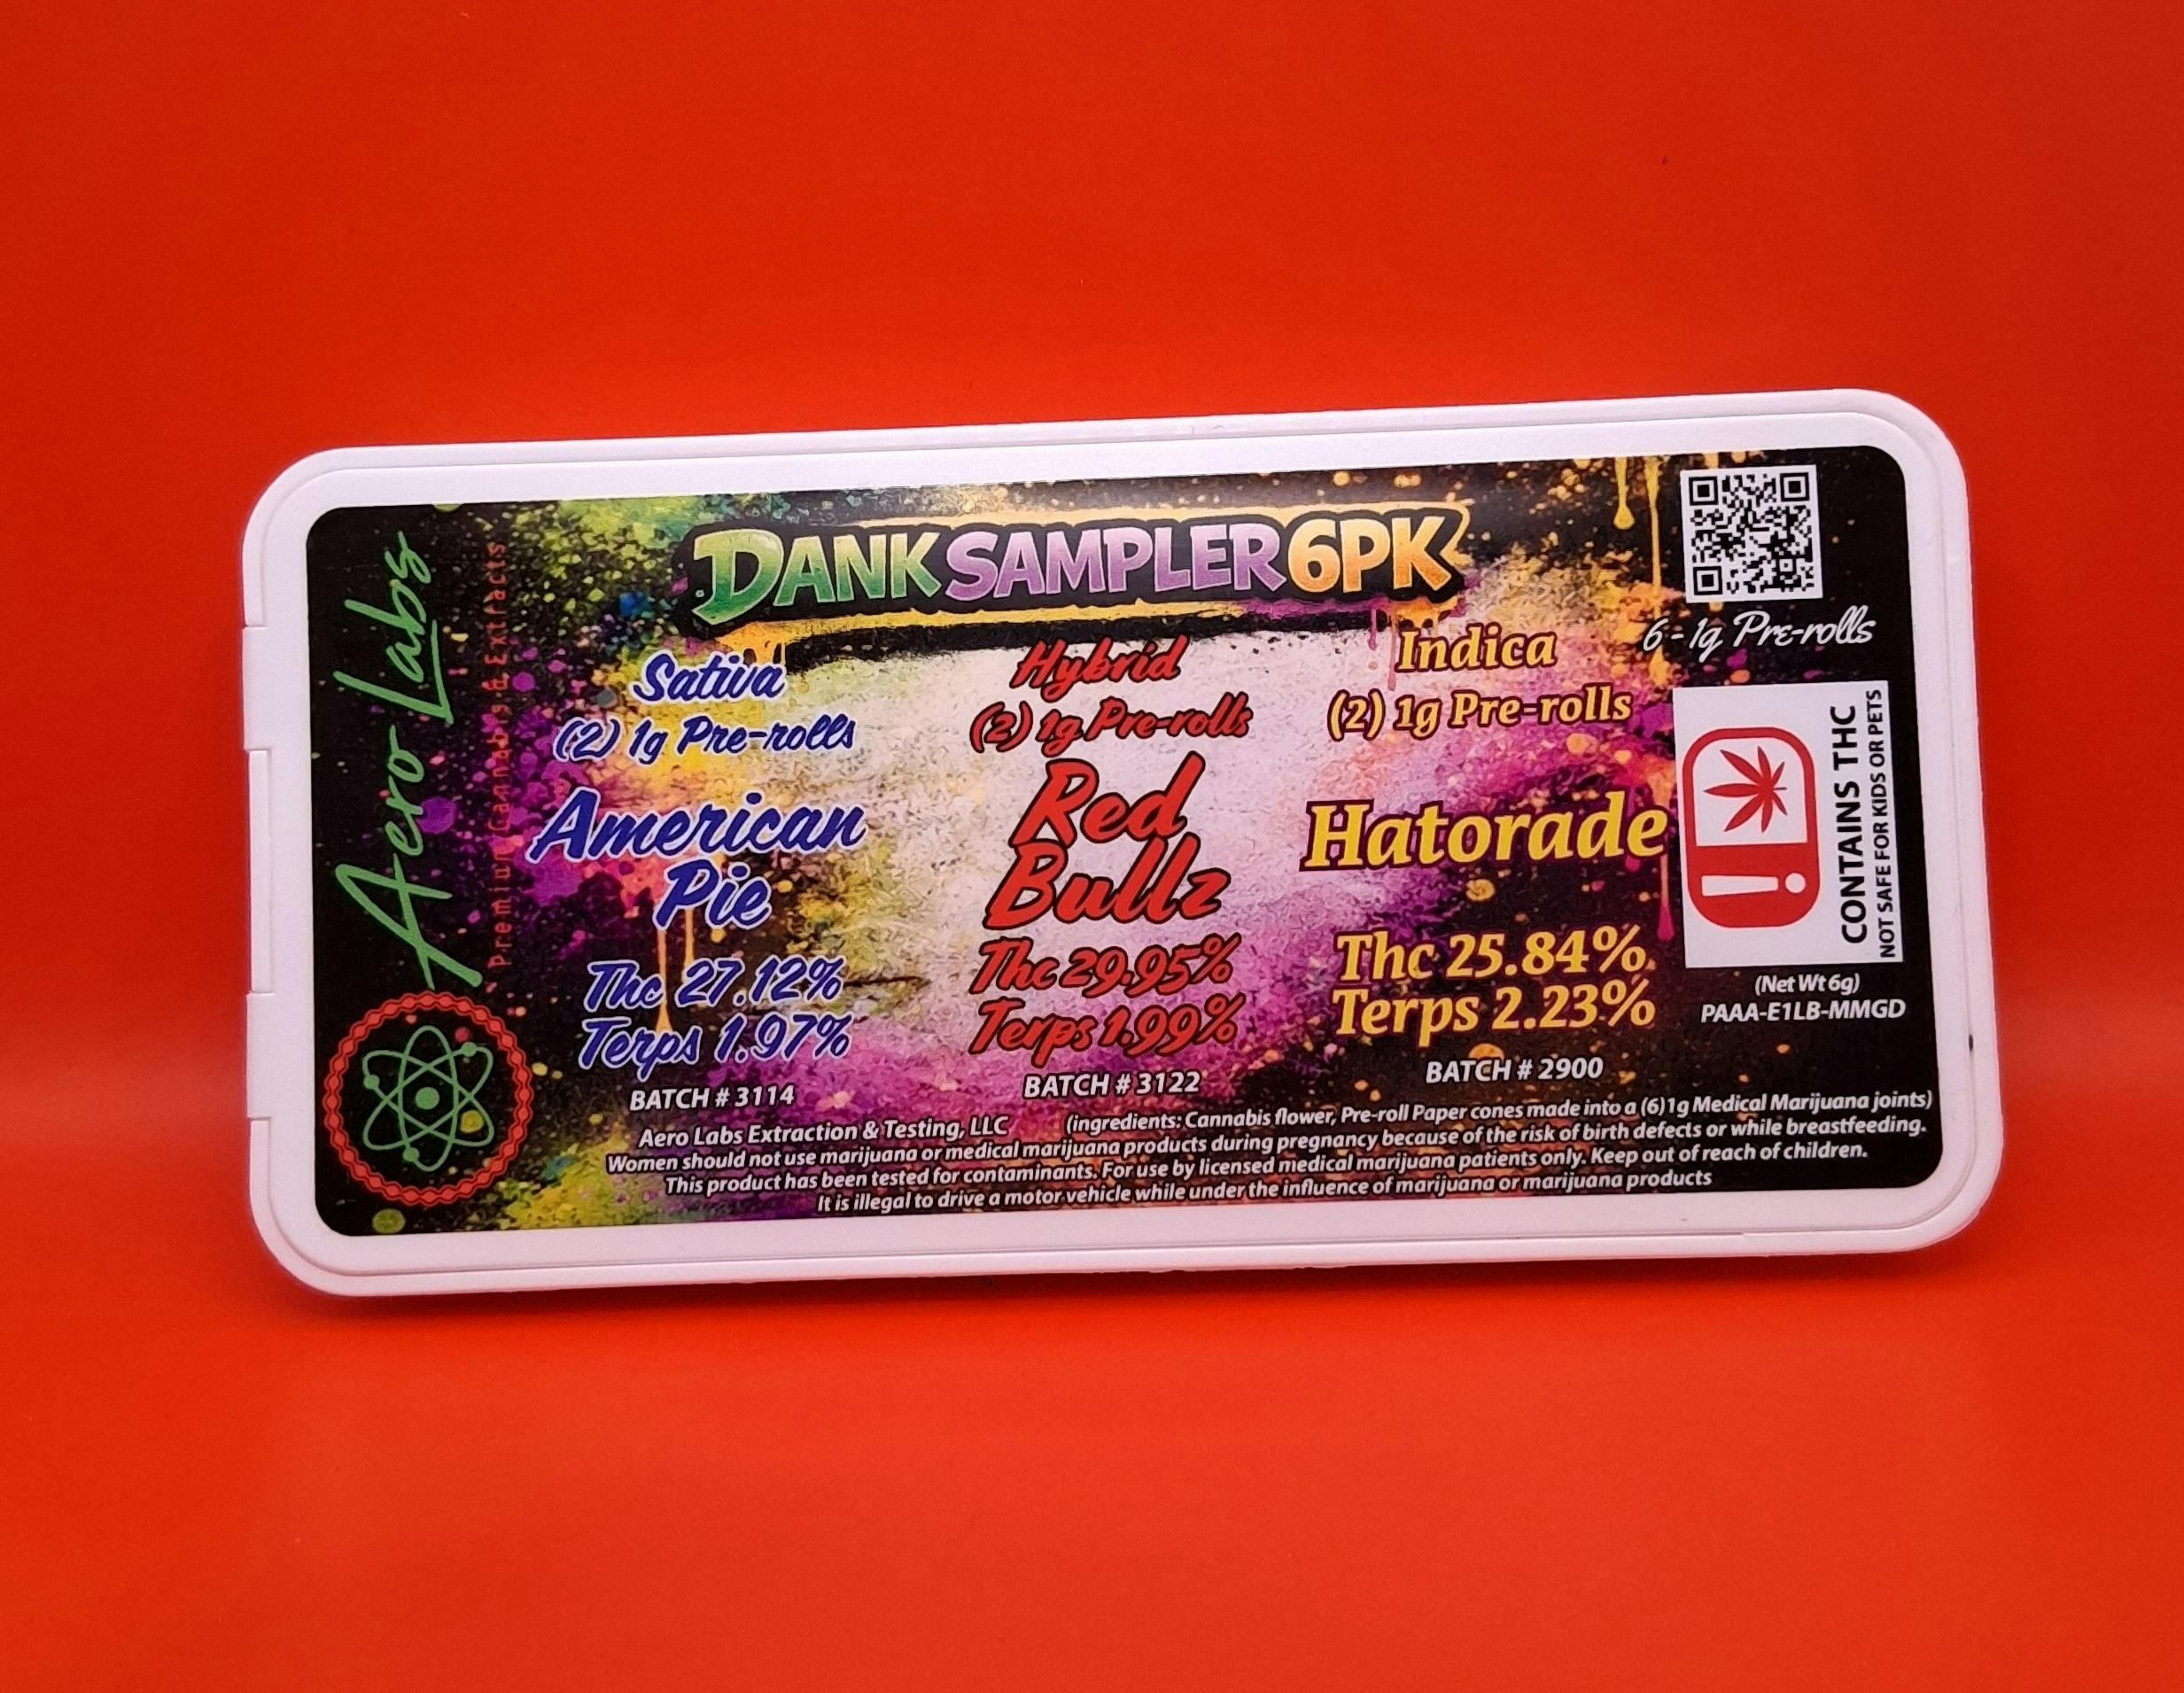 Aero Labs
Premium Cannabis & Extracts
DANK SAMPLER 6PK
Sativa
(2) 1g Pre-rolls
American
Pie
Thc 27.12%
Terps 1.97%
BATCH # 3114
Hybrid
(2) 1g Pre-rolls
Red
Bullz
Thc 29.95%
Terps 1.99%
BATCH # 3122
Indica
(2) 1g Pre-rolls
Hatorade
Thc 25.84%
Terps 2.23%
BATCH # 2900
6 - 1g Pre-rolls
CONTAINS THC
NOT SAFE FOR KIDS OR PETS
(Net Wt 6g)
PAAA-E1LB-MMGD
Aero Labs Extraction & Testing, LLC (ingredients: Cannabis flower, Pre-roll Paper cones made into a (6)1g Medical Marijuana joints)
Women should not use marijuana or medical marijuana products during pregnancy because of the risk of birth defects or while breastfeeding.
This product has been tested for contaminants. For use by licensed medical marijuana patients only. Keep out of reach of children.
It is illegal to drive a motor vehicle while under the influence of marijuana or marijuana products